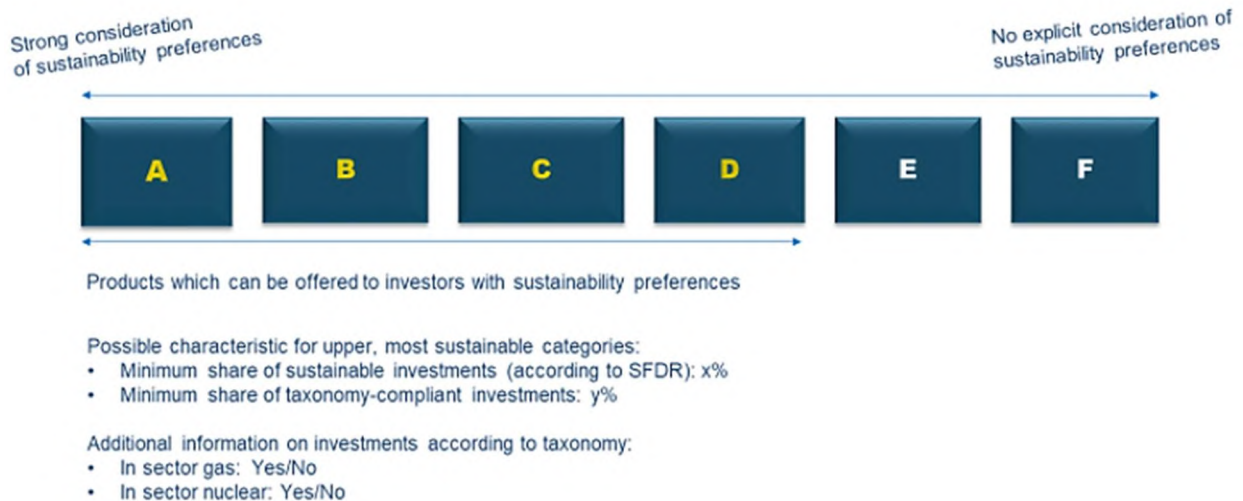 Strong consideration
of sustainability preferences
No explicit consideration of
sustainability preferences
A
B
C
D
E
F
Products which can be offered to investors with sustainability preferences
Possible characteristic for upper, most sustainable categories:
• Minimum share of sustainable investments (according to SFDR): x%
• Minimum share of taxonomy-compliant investments: y%
Additional information on investments according to taxonomy:
• In sector gas: Yes/No
• In sector nuclear: Yes/No